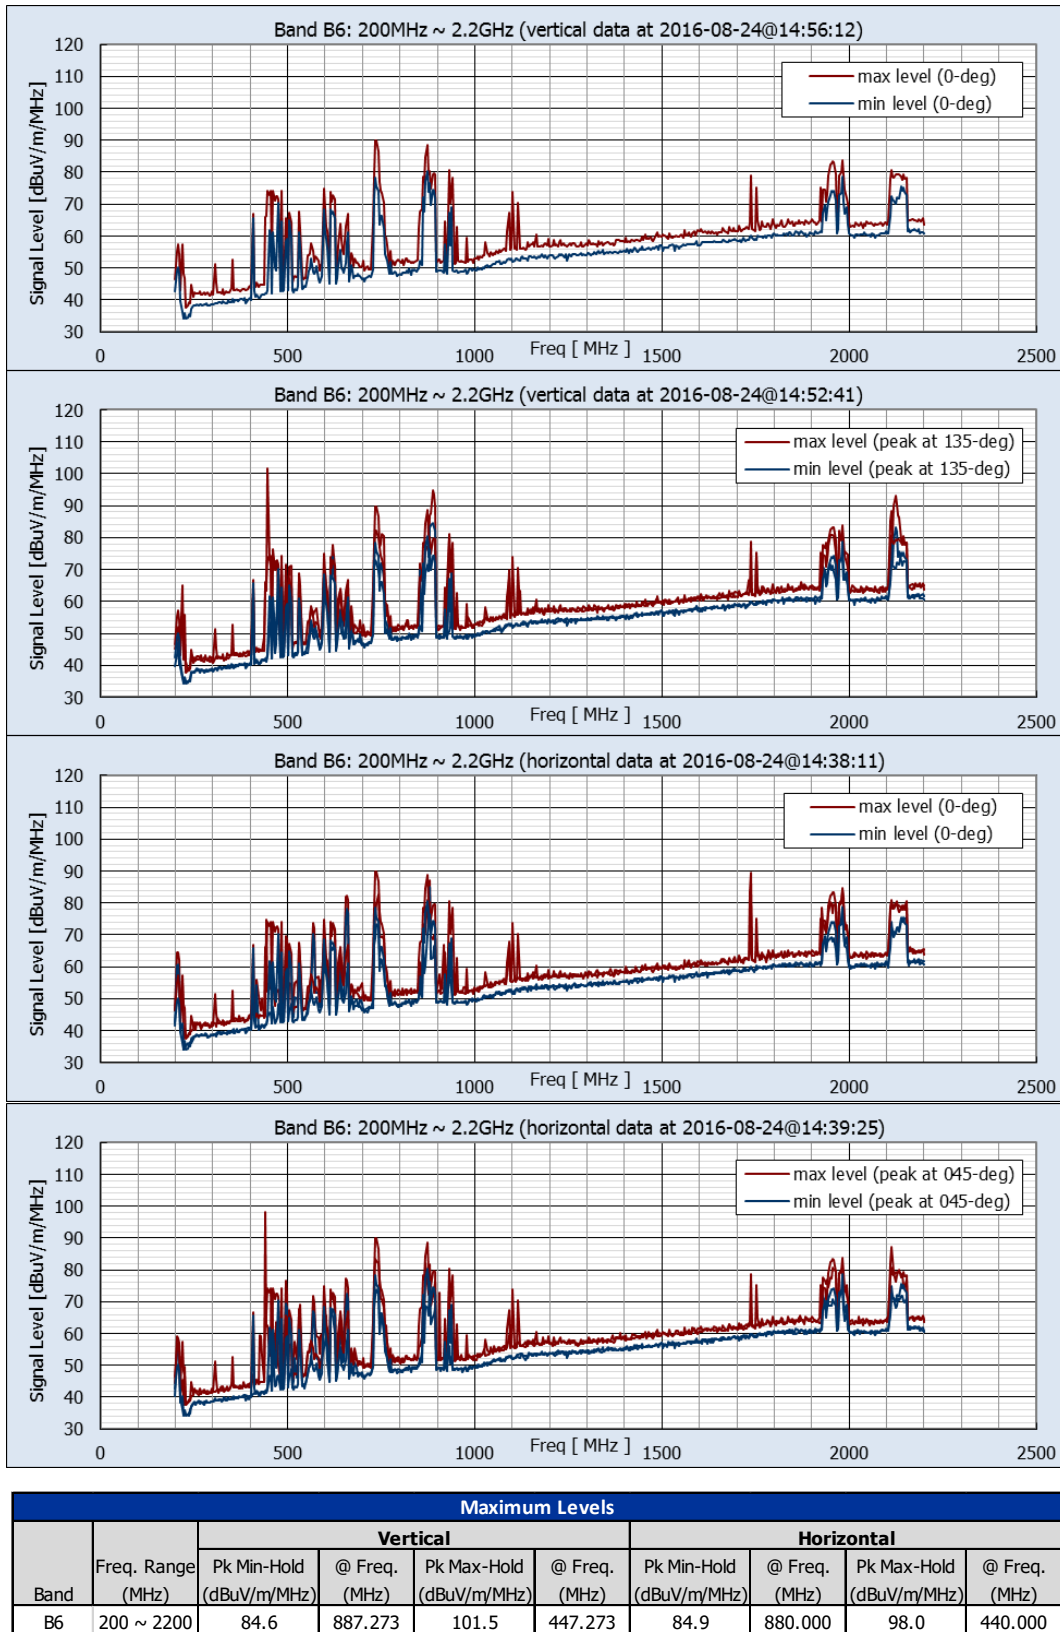 Band B6: 200MHz ~ 2.2GHz (vertical data at 2016-08-24@14:56:12)
120
110
100
90
80
70
60
50
40
30
Signal Level [dBuV/m/MHz]
max level (0-deg)
min level (0-deg)
0 500 1000 Freq [ MHz ] 1500 2000 2500
Band B6: 200MHz ~ 2.2GHz (vertical data at 2016-08-24@14:52:41)
120
110
100
90
80
70
60
50
40
30
Signal Level [dBuV/m/MHz]
max level (peak at 135-deg)
min level (peak at 135-deg)
0 500 1000 Freq [ MHz ] 1500 2000 2500
Band B6: 200MHz ~ 2.2GHz (horizontal data at 2016-08-24@14:38:11)
120
110
100
90
80
70
60
50
40
30
Signal Level [dBuV/m/MHz]
max level (0-deg)
min level (0-deg)
0 500 1000 Freq [ MHz ] 1500 2000 2500
Band B6: 200MHz ~ 2.2GHz (horizontal data at 2016-08-24@14:39:25)
120
110
100
90
80
70
60
50
40
30
Signal Level [dBuV/m/MHz]
max level (peak at 045-deg)
min level (peak at 045-deg)
0 500 1000 Freq [ MHz ] 1500 2000 2500
Maximum Levels
Vertical Horizontal
Freq. Range Pk Min-Hold @ Freq. Pk Max-Hold @ Freq. Pk Min-Hold @ Freq. Pk Max-Hold @ Freq.
Band (MHz) (dBuV/m/MHz) (MHz) (dBuV/m/MHz) (MHz) (dBuV/m/MHz) (MHz) (dBuV/m/MHz) (MHz)
B6 200 ~ 2200 84.6 887.273 101.5 447.273 84.9 880.000 98.0 440.000